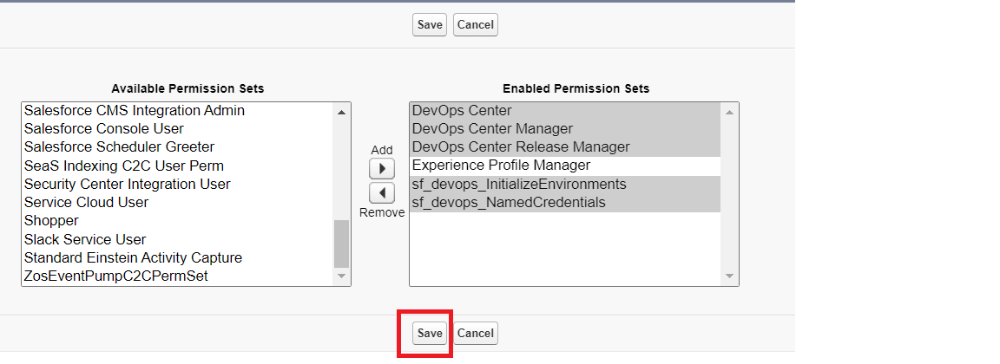 Save Cancel
Available Permission Sets
Enabled Permission Sets
Salesforce CMS Integration Admin
Salesforce Console User
Salesforce Scheduler Greeter
SeaS Indexing C2C User Perm
Security Center Integration User
Service Cloud User
Shopper
Slack Service User
Standard Einstein Activity Capture
ZosEventPumpC2CPermSet
Add
Remove
DevOps Center
DevOps Center Manager
DevOps Center Release Manager
Experience Profile Manager
sf_devops_InitializeEnvironments
sf_devops_NamedCredentials
Save Cancel